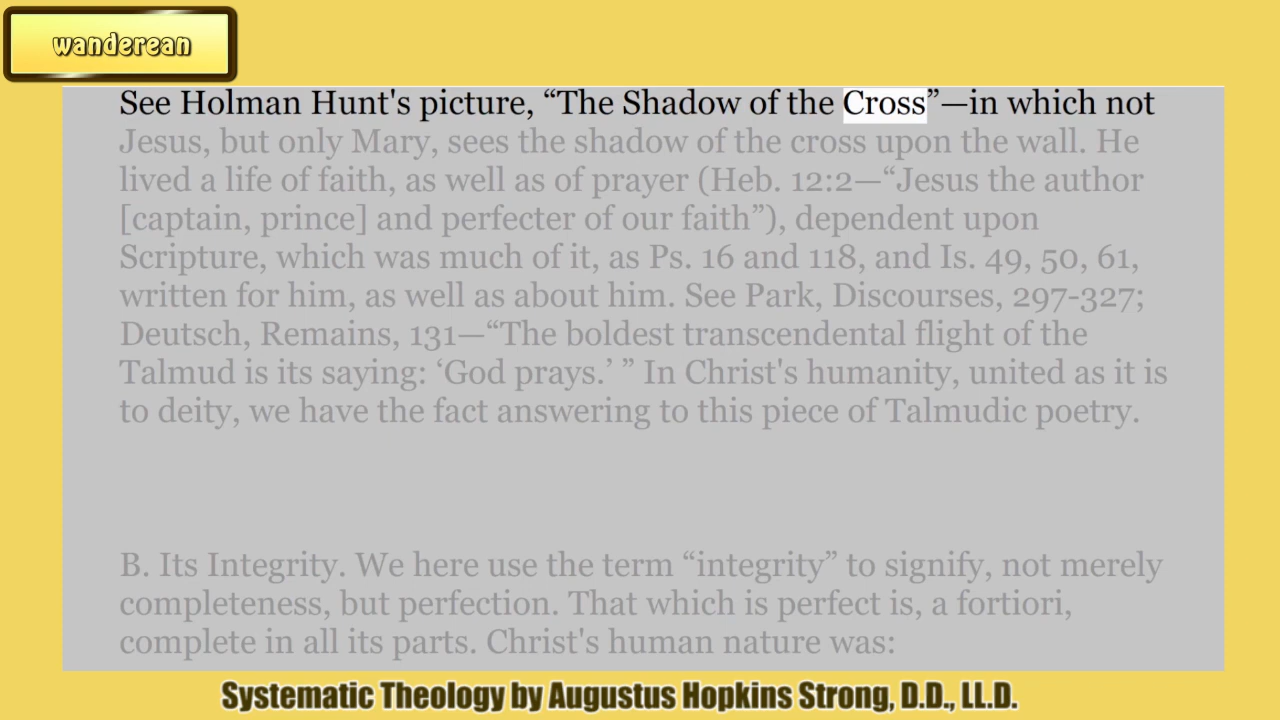 wanderean
See Holman Hunt's picture, “The Shadow of the Cross”—in which not
Jesus, but only Mary, sees the shadow of the cross upon the wall. He
lived a life of faith, as well as of prayer (Heb. 12:2—“Jesus the author
[captain, prince] and perfecter of our faith”), dependent upon
Scripture, which was much of it, as Ps. 16 and 118, and Is. 49, 50, 61,
written for him, as well as about him. See Park, Discourses, 297-327;
Deutsch, Remains, 131—“The boldest transcendental flight of the
Talmud is its saying: ‘God prays.’ ” In Christ's humanity, united as it is
to deity, we have the fact answering to this piece of Talmudic poetry.
B. Its Integrity. We here use the term “integrity” to signify, not merely
completeness, but perfection. That which is perfect is, a fortiori,
complete in all its parts. Christ's human nature was:
Systematic Theology by Augustus Hopkins Strong, D.D., LL.D.